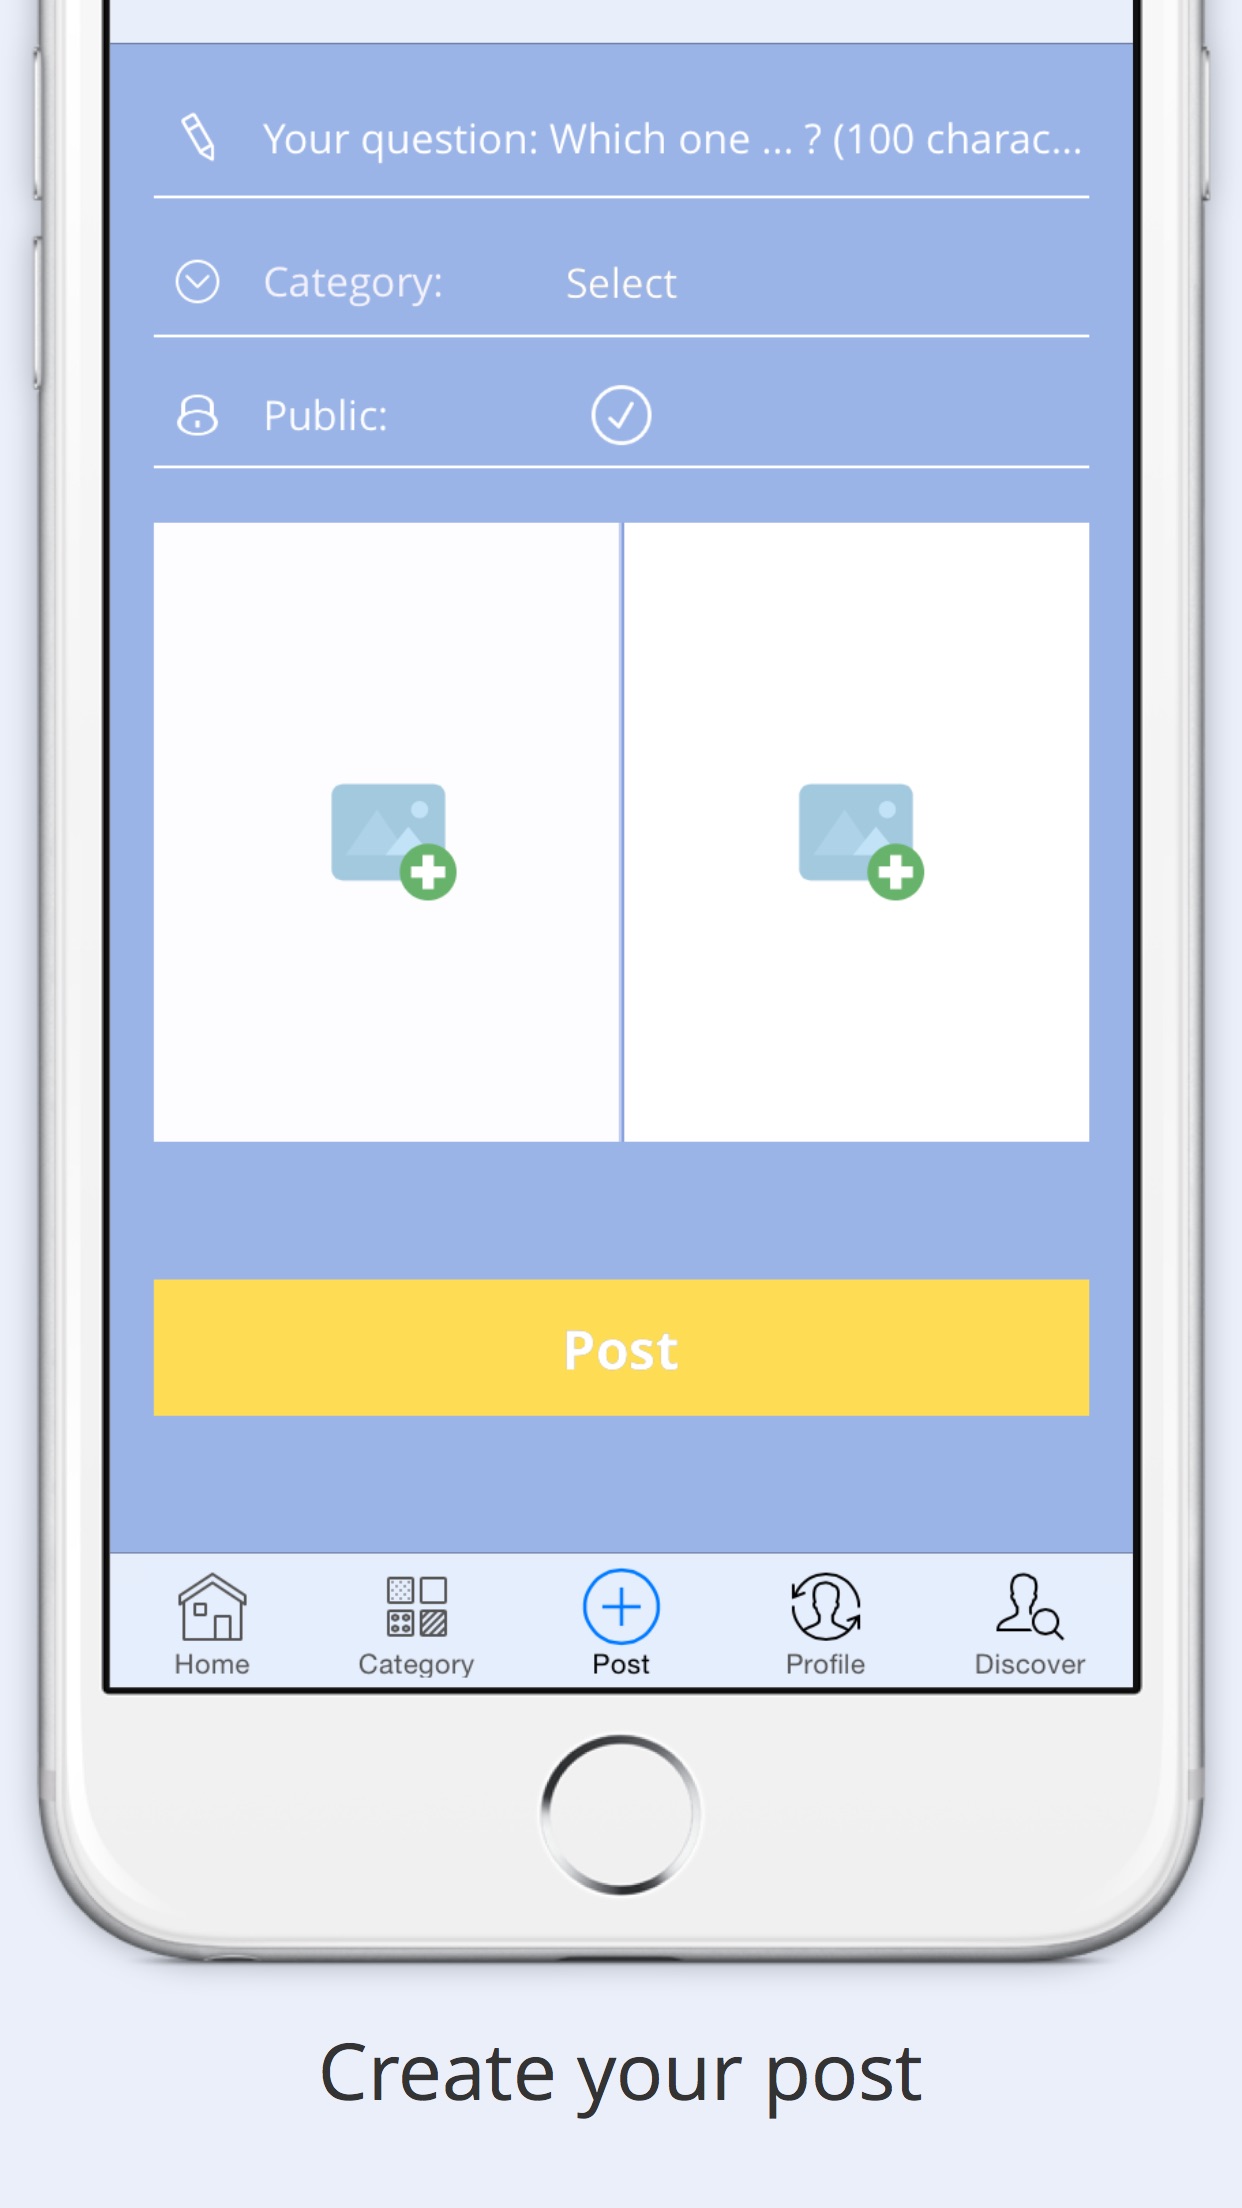 Your question: Which one ... ? (100 charac...
Category: Select
Public:
Post
Home Category Post Profile Discover
Create your post